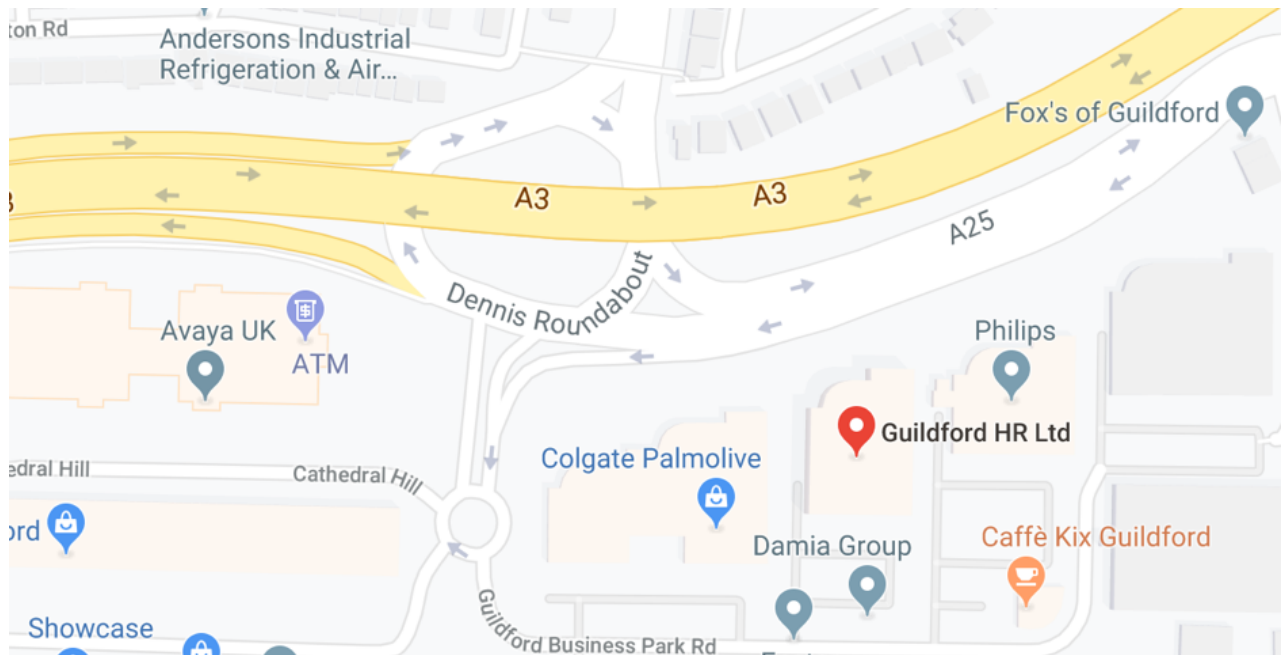 ton Rd
Andersons Industrial
Refrigeration & Air...
Fox's of Guildford
A3
A3
A25
Dennis Roundabout
Avaya UK
ATM
Philips
Guildford HR Ltd
edral Hill
Cathedral Hill
Colgate Palmolive
ord
Damia Group
Caffè Kix Guildford
Showcase
Guildford Business Park Rd